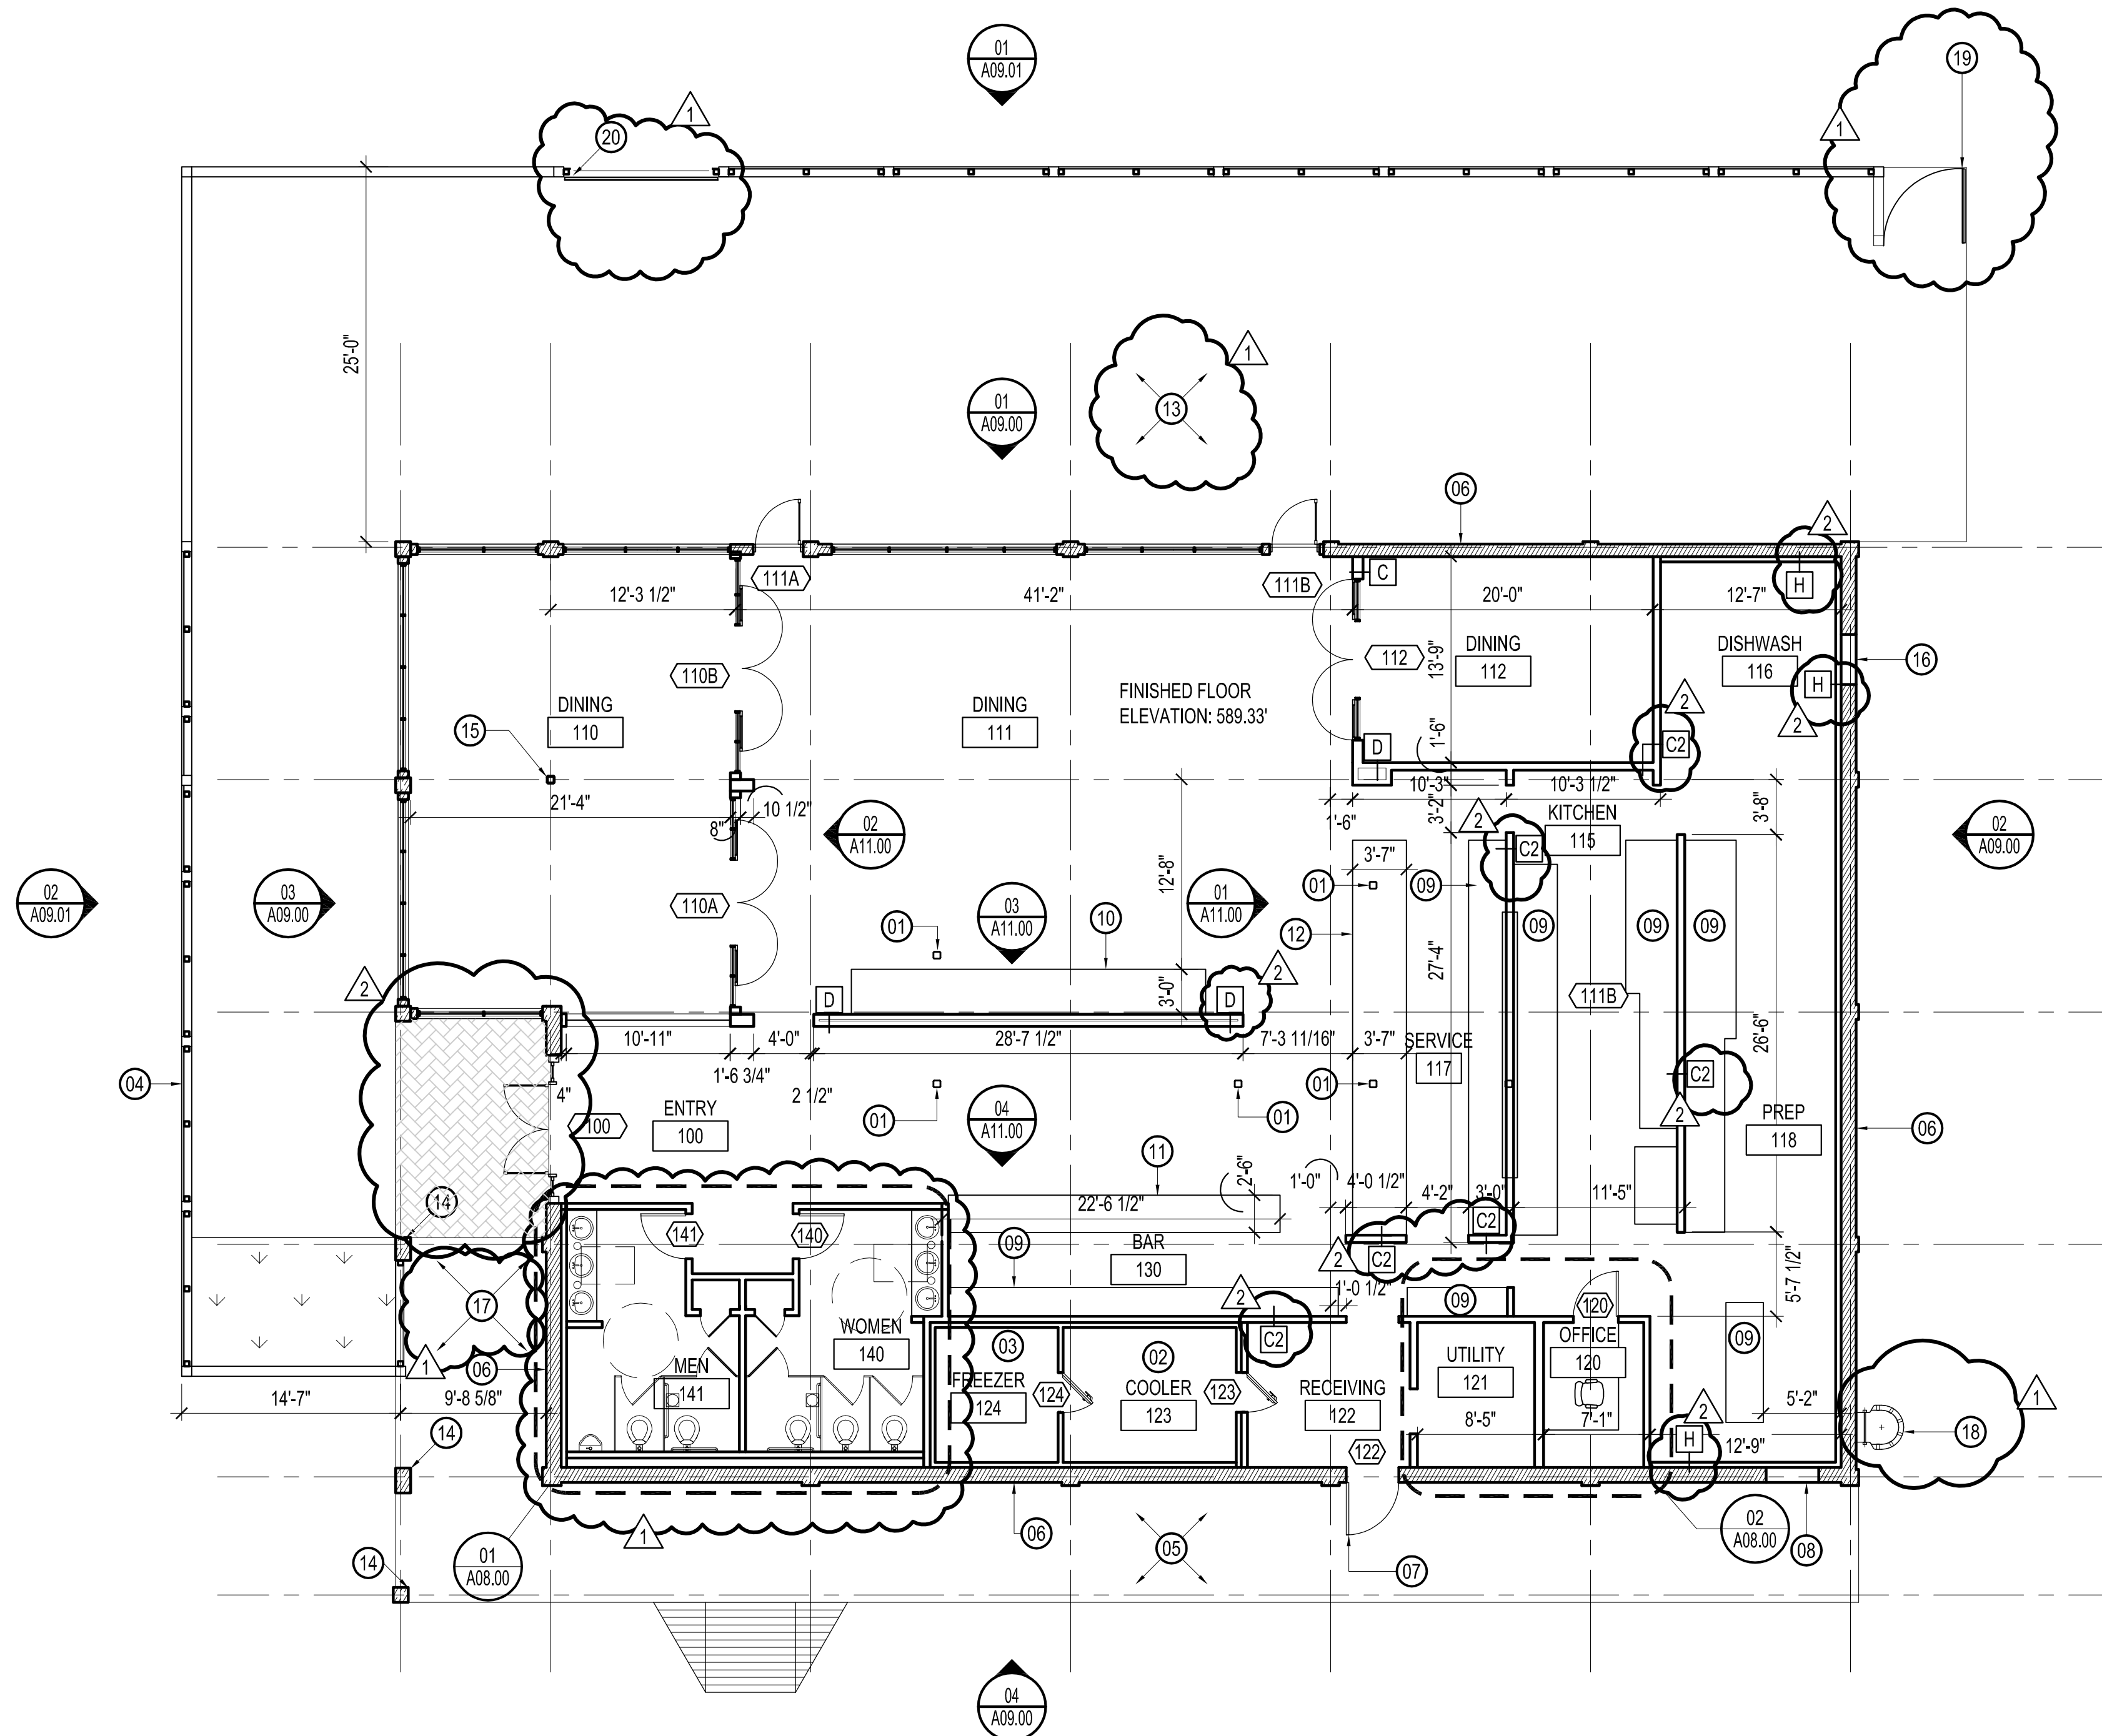 01
A09.01
19
1
1
20
25'-0"
1
13
01
A09.00
06
2
H
111A
111B
C
12'-3 1/2"
41'-2"
20'-0"
12'-7"
110B
112
13'-9"
DINING
112
DISHWASH
116
16
H
2
2
FINISHED FLOOR
ELEVATION: 589.33'
DINING
110
DINING
111
15
D
1'-6"
C2
21'-4"
10 1/2"
8"
10'-3"
10'-3 1/2"
1'-6"
3'-2"
2
KITCHEN
115
3'-8"
02
A11.00
02
A09.00
C2
3'-7"
12'-8"
01
09
02
A09.01
03
A09.00
110A
03
A11.00
01
A11.00
01
10
12
09
09
09
27'-4"
2
2
D
D
3'-0"
111B
10'-11"
4'-0"
28'-7 1/2"
7'-3 11/16"
3'-7"
SERVICE
117
26'-6"
1'-6 3/4"
04
4"
2 1/2"
01
01
01
C2
2
100
ENTRY
100
04
A11.00
PREP
118
06
11
2'-6"
1'-0"
4'-0 1/2"
4'-2"
3'-0"
11'-5"
14
22'-6 1/2"
C2
141
140
09
BAR
130
2
C2
5'-7 1/2"
17
2
1'-0 1/2"
09
120
09
C2
WOMEN
140
OFFICE
120
1
06
MEN
141
03
FREEZER
124
124
02
COOLER
123
123
RECEIVING
122
UTILITY
121
14'-7"
9'-8 5/8"
8'-5"
7'-1"
5'-2"
2
1
14
122
H
12'-9"
18
1
06
05
02
A08.00
08
14
01
A08.00
07
04
A09.00